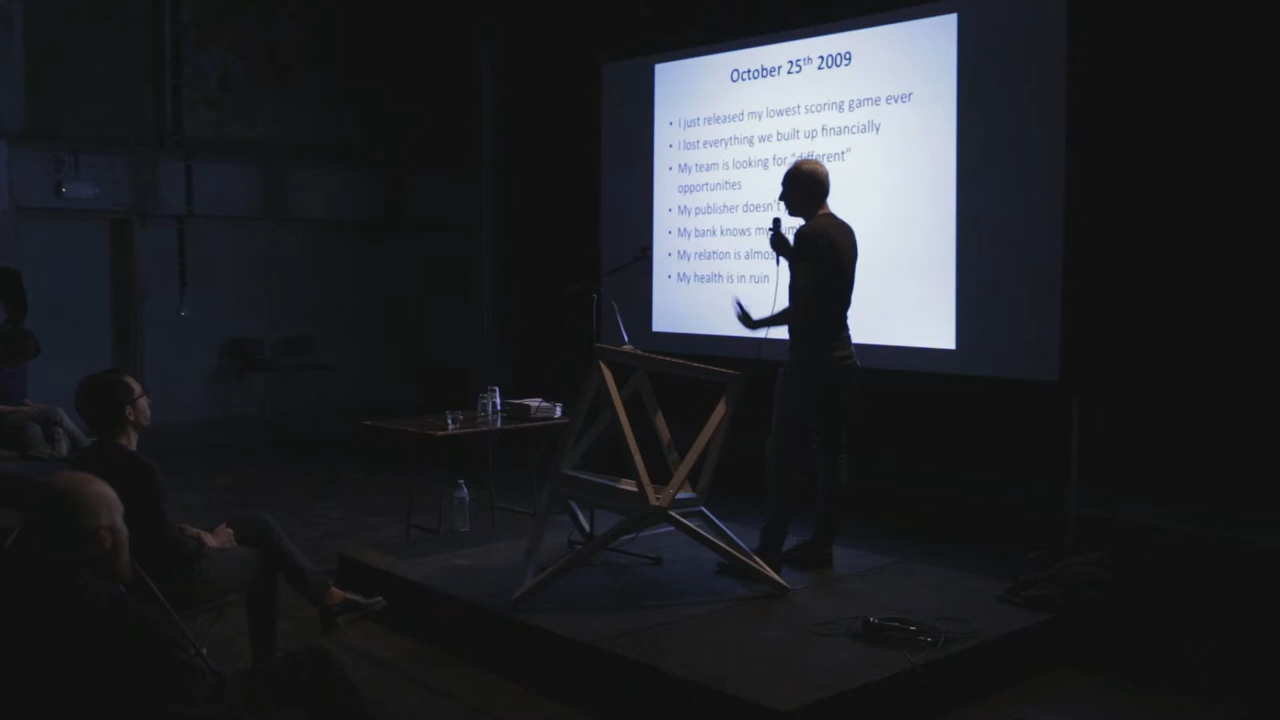 October 25th 2009
• I just released my lowest scoring game ever
• I lost everything we built up financially
• My team is looking for "different"
opportunities
• My publisher doesn't
• My bank knows my
• My relation is
• My health is in ruin